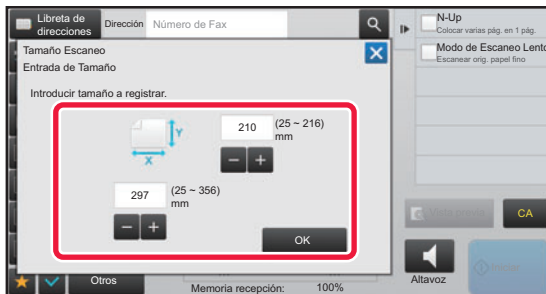 Libreta de
direcciones
Dirección
Número de Fax
N-Up
Colocar varias pág. en 1 pág.
Tamaño Escaneo
Modo de Escaneo Lento
Escanear orig. papel fino
Entrada de Tamaño
Introducir tamaño a registrar.
Y
X
210
(25 ~ 216)
mm
297
(25 ~ 356)
mm
OK
CA
Otros
Memoria recepción:
100%
Altavoz